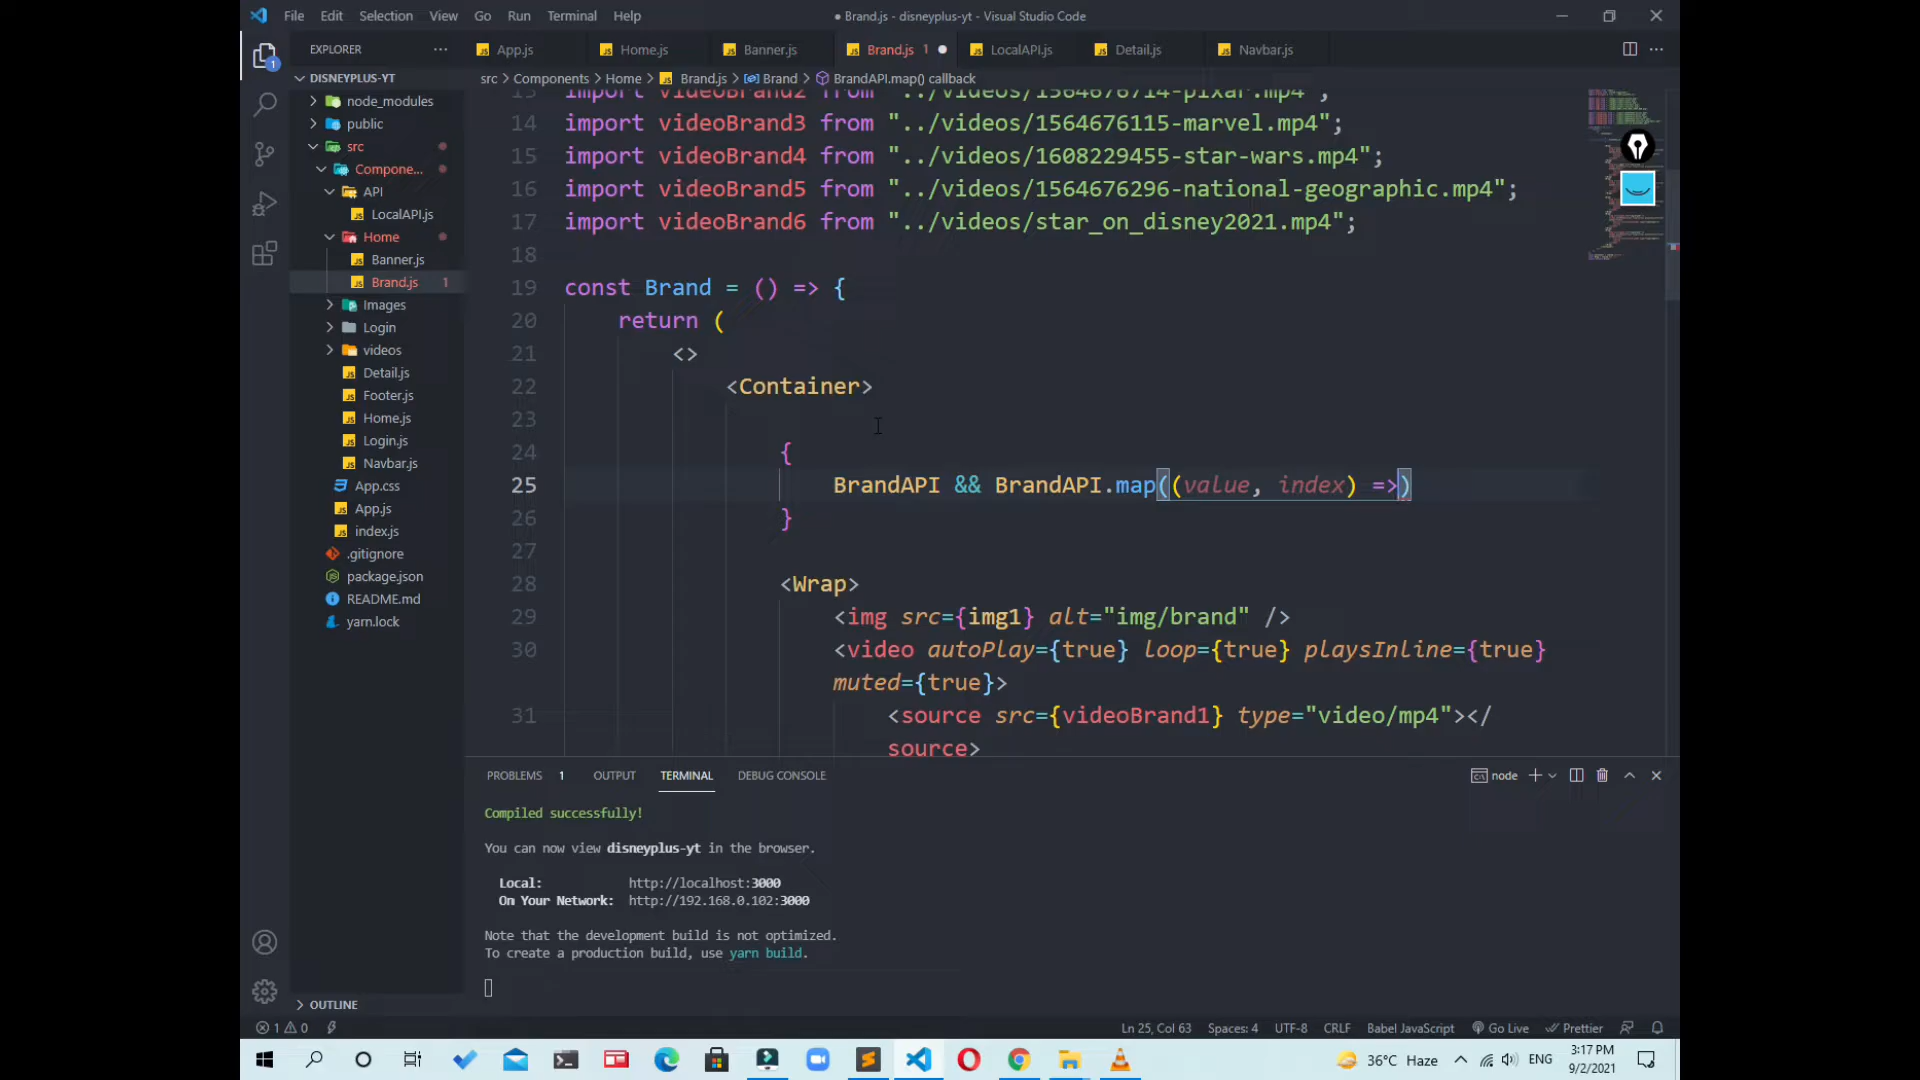 File Edit Selection View Go Run Terminal Help
● Brand.js - disneyplus-yt - Visual Studio Code
EXPLORER
App.js Home.js Banner.js Brand.js 1 LocalAPI.js Detail.js Navbar.js
src > Components > Home > Brand.js > Brand > BrandAPI.map() callback
DISNEYPLUS-YT
node_modules
public
src
Compone...
API
LocalAPI.js
Home
Banner.js
Brand.js 1
Images
Login
videos
Detail.js
Footer.js
Home.js
Login.js
Navbar.js
App.css
App.js
index.js
.gitignore
package.json
README.md
yarn.lock
OUTLINE
13 import videoBrand2 from "../videos/1564676714-pixar.mp4";
14 import videoBrand3 from "../videos/1564676115-marvel.mp4";
15 import videoBrand4 from "../videos/1608229455-star-wars.mp4";
16 import videoBrand5 from "../videos/1564676296-national-geographic.mp4";
17 import videoBrand6 from "../videos/star_on_disney2021.mp4";
18
19 const Brand = () => {
20 return (
21 <>
22 <Container>
23
24 {
25 BrandAPI && BrandAPI.map((value, index) =>)
26 }
27
28 <Wrap>
29 <img src={img1} alt="img/brand" />
30 <video autoPlay={true} loop={true} playsInline={true}
muted={true}>
31 <source src={videoBrand1} type="video/mp4"></
source>
PROBLEMS 1 OUTPUT TERMINAL DEBUG CONSOLE
node
Compiled successfully!
You can now view disneyplus-yt in the browser.
Local: http://localhost:3000
On Your Network: http://192.168.0.102:3000
Note that the development build is not optimized.
To create a production build, use yarn build.
1 0
Ln 25, Col 63 Spaces: 4 UTF-8 CRLF Babel JavaScript Go Live Prettier
36°C Haze ENG 3:17 PM
9/2/2021